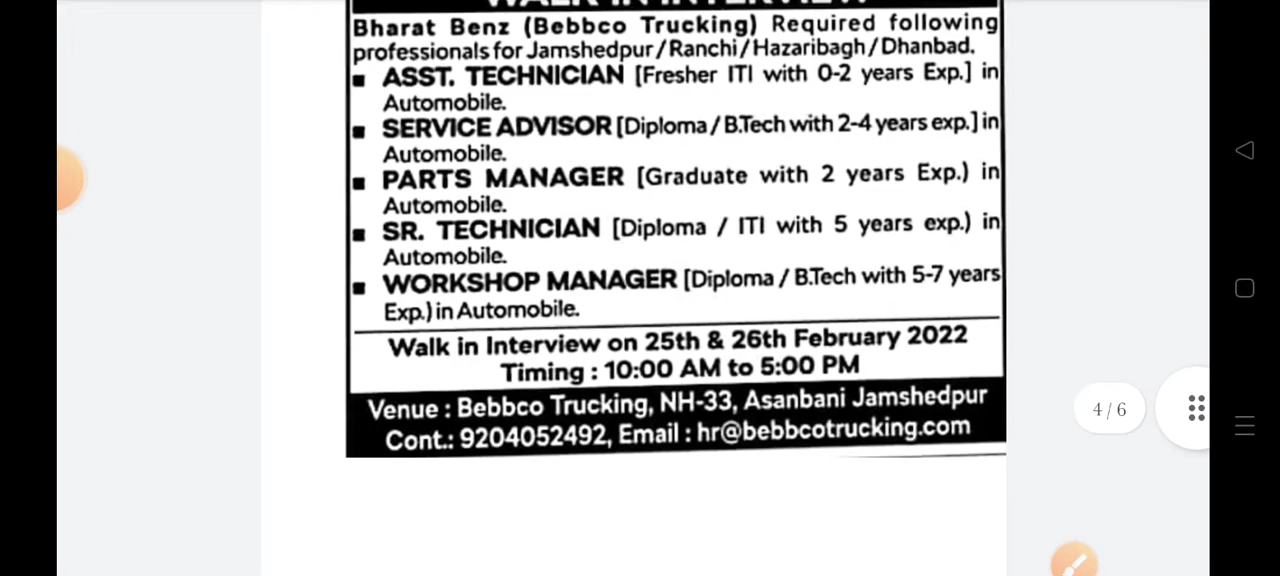 WALK IN INTERVIEW
Bharat Benz (Bebbco Trucking) Required following
professionals for Jamshedpur/Ranchi/Hazaribagh/Dhanbad.
▪ ASST. TECHNICIAN [Fresher ITI with 0-2 years Exp.] in
Automobile.
▪ SERVICE ADVISOR [Diploma / B.Tech with 2-4 years exp.] in
Automobile.
▪ PARTS MANAGER [Graduate with 2 years Exp.) in
Automobile.
▪ SR. TECHNICIAN [Diploma / ITI with 5 years exp.) in
Automobile.
▪ WORKSHOP MANAGER [Diploma / B.Tech with 5-7 years
Exp.) in Automobile.
Walk in Interview on 25th & 26th February 2022
Timing : 10:00 AM to 5:00 PM
Venue : Bebbco Trucking, NH-33, Asanbani Jamshedpur
Cont.: 9204052492, Email : hr@bebbcotrucking.com
4 / 6